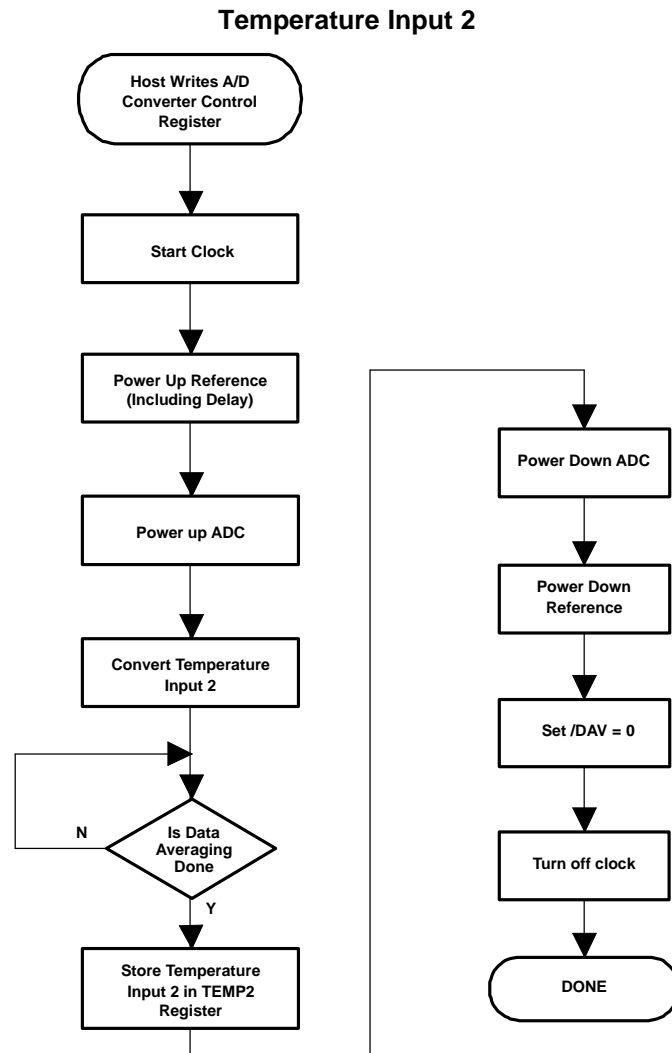 Temperature Input 2
Host Writes A/D
Converter Control
Register
Start Clock
Power Up Reference
(Including Delay)
Power up ADC
Convert Temperature
Input 2
N
Is Data
Averaging
Done
Y
Store Temperature
Input 2 in TEMP2
Register
Power Down ADC
Power Down
Reference
Set /DAV = 0
Turn off clock
DONE